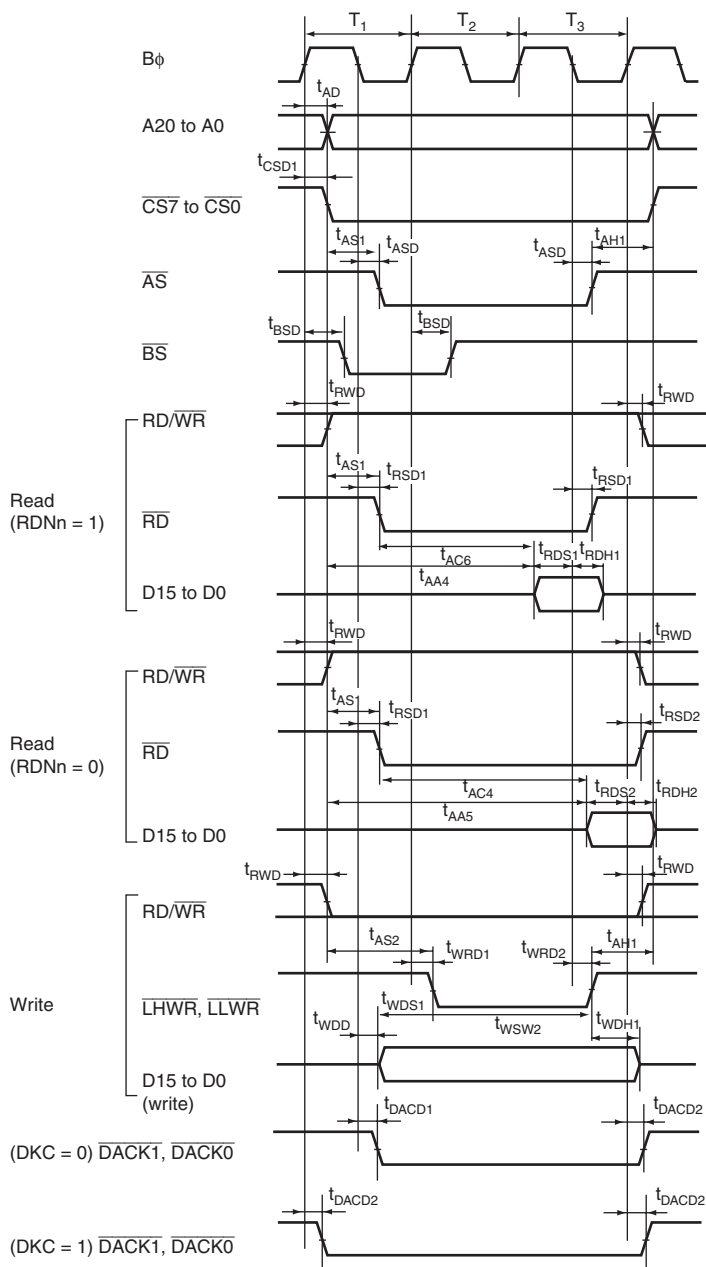 T1 T2 T3
Bϕ
tAD
A20 to A0
tCSD1
CS7 to CS0
tAS1 tASD tASD tAH1
AS
tBSD tBSD
BS
tRWD tRWD
RD/WR
tAS1 tRSD1 tRSD1
Read
(RDNn = 1)
RD
tAC6 tRDS1 tRDH1
tAA4
D15 to D0
tRWD tRWD
RD/WR
tAS1 tRSD1 tRSD2
Read
(RDNn = 0)
RD
tAC4 tRDS2 tRDH2
tAA5
D15 to D0
tRWD tRWD
RD/WR
tAS2 tWRD1 tWRD2 tAH1
Write
LHWR, LLWR
tWDS1
tWSW2
tWDD tWDH1
D15 to D0
(write)
tDACD1 tDACD2
(DKC = 0) DACK1, DACK0
tDACD2 tDACD2
(DKC = 1) DACK1, DACK0